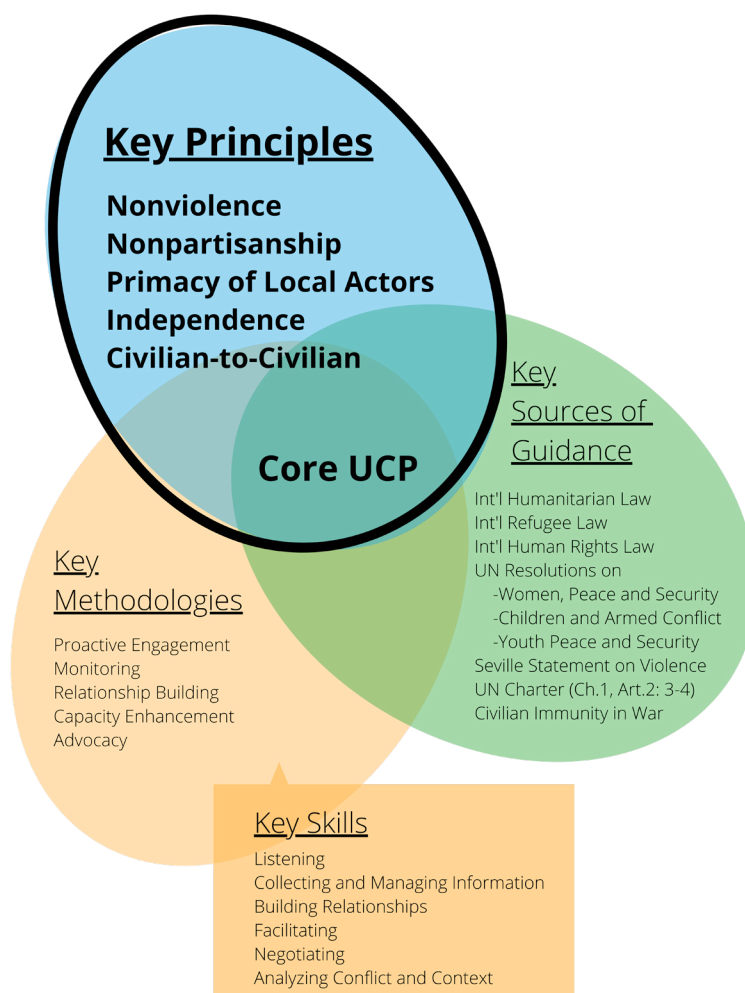 Key Principles
Nonviolence
Nonpartisanship
Primacy of Local Actors
Independence
Civilian-to-Civilian
Core UCP
Key
Sources of
Guidance
Int'l Humanitarian Law
Int'l Refugee Law
Int'l Human Rights Law
UN Resolutions on
-Women, Peace and Security
-Children and Armed Conflict
-Youth Peace and Security
Seville Statement on Violence
UN Charter (Ch.1, Art.2: 3-4)
Civilian Immunity in War
Key
Methodologies
Proactive Engagement
Monitoring
Relationship Building
Capacity Enhancement
Advocacy
Key Skills
Listening
Collecting and Managing Information
Building Relationships
Facilitating
Negotiating
Analyzing Conflict and Context